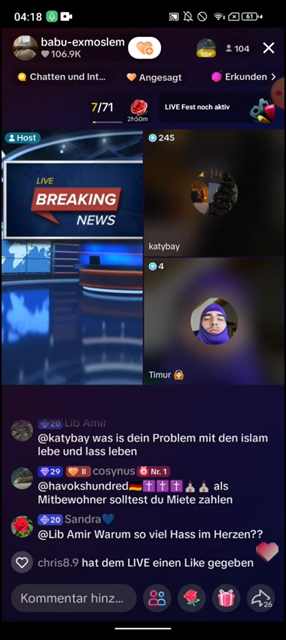 04:18
61
babu-exmoslem
106.9K
10+
104
Chatten und Int...
Angesagt
Erkunden
7/71
2h50m
LIVE Fest noch aktiv
Host
245
LIVE
BREAKING
NEWS
katybay
4
Timur
20 Lib Amir
@katybay was is dein Problem mit den islam
lebe und lass leben
29 II cosynus Nr. 1
@havokshundred🇩🇪✝️✝️✝️⛪⛪ als
Mitbewohner solltest du Miete zahlen
20 Sandra💙
@Lib Amir Warum so viel Hass im Herzen??
chris8.9 hat dem LIVE einen Like gegeben
Kommentar hinz...
26